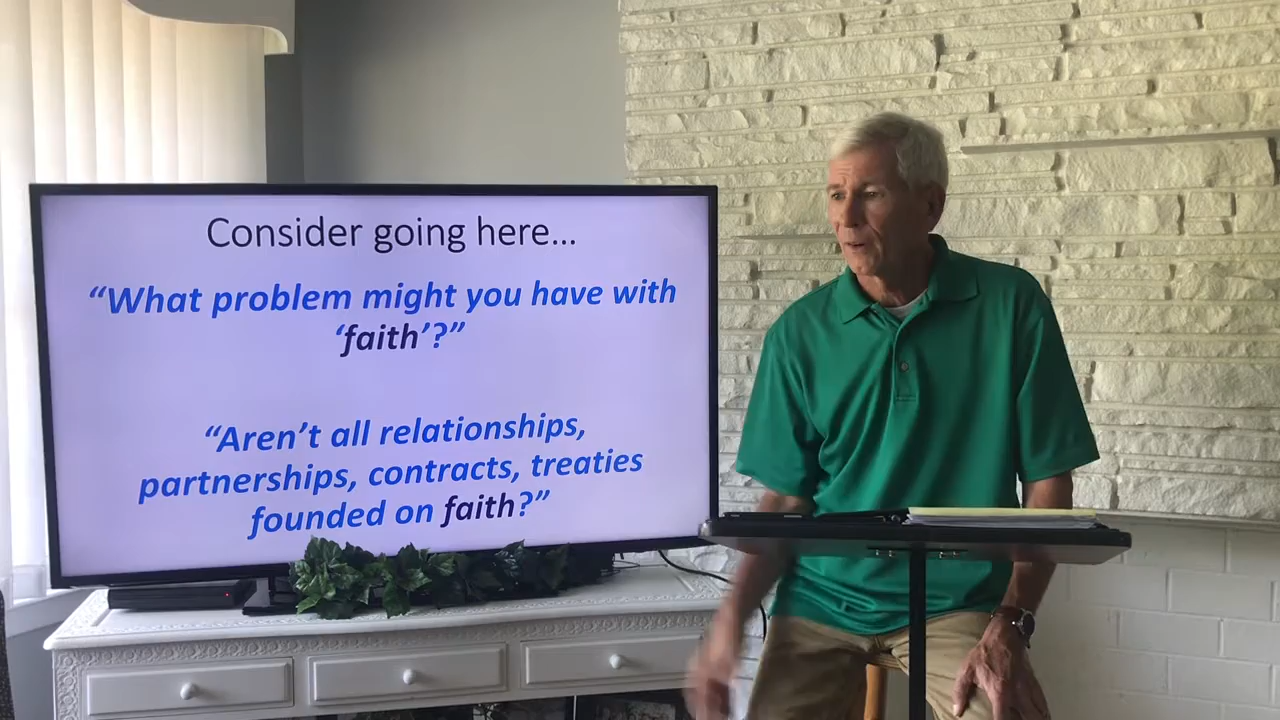 Consider going here...
“What problem might you have with
‘faith’?”
“Aren’t all relationships,
partnerships, contracts, treaties
founded on faith?”